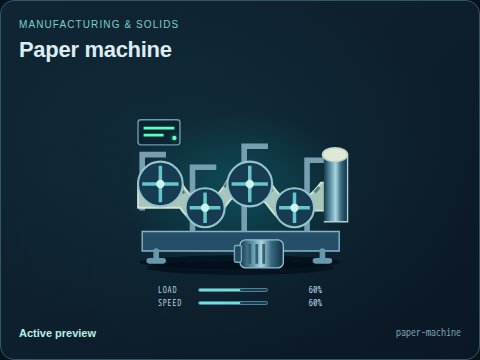 MANUFACTURING & SOLIDS
Paper machine
LOAD 60%
SPEED 60%
Active preview
paper-machine